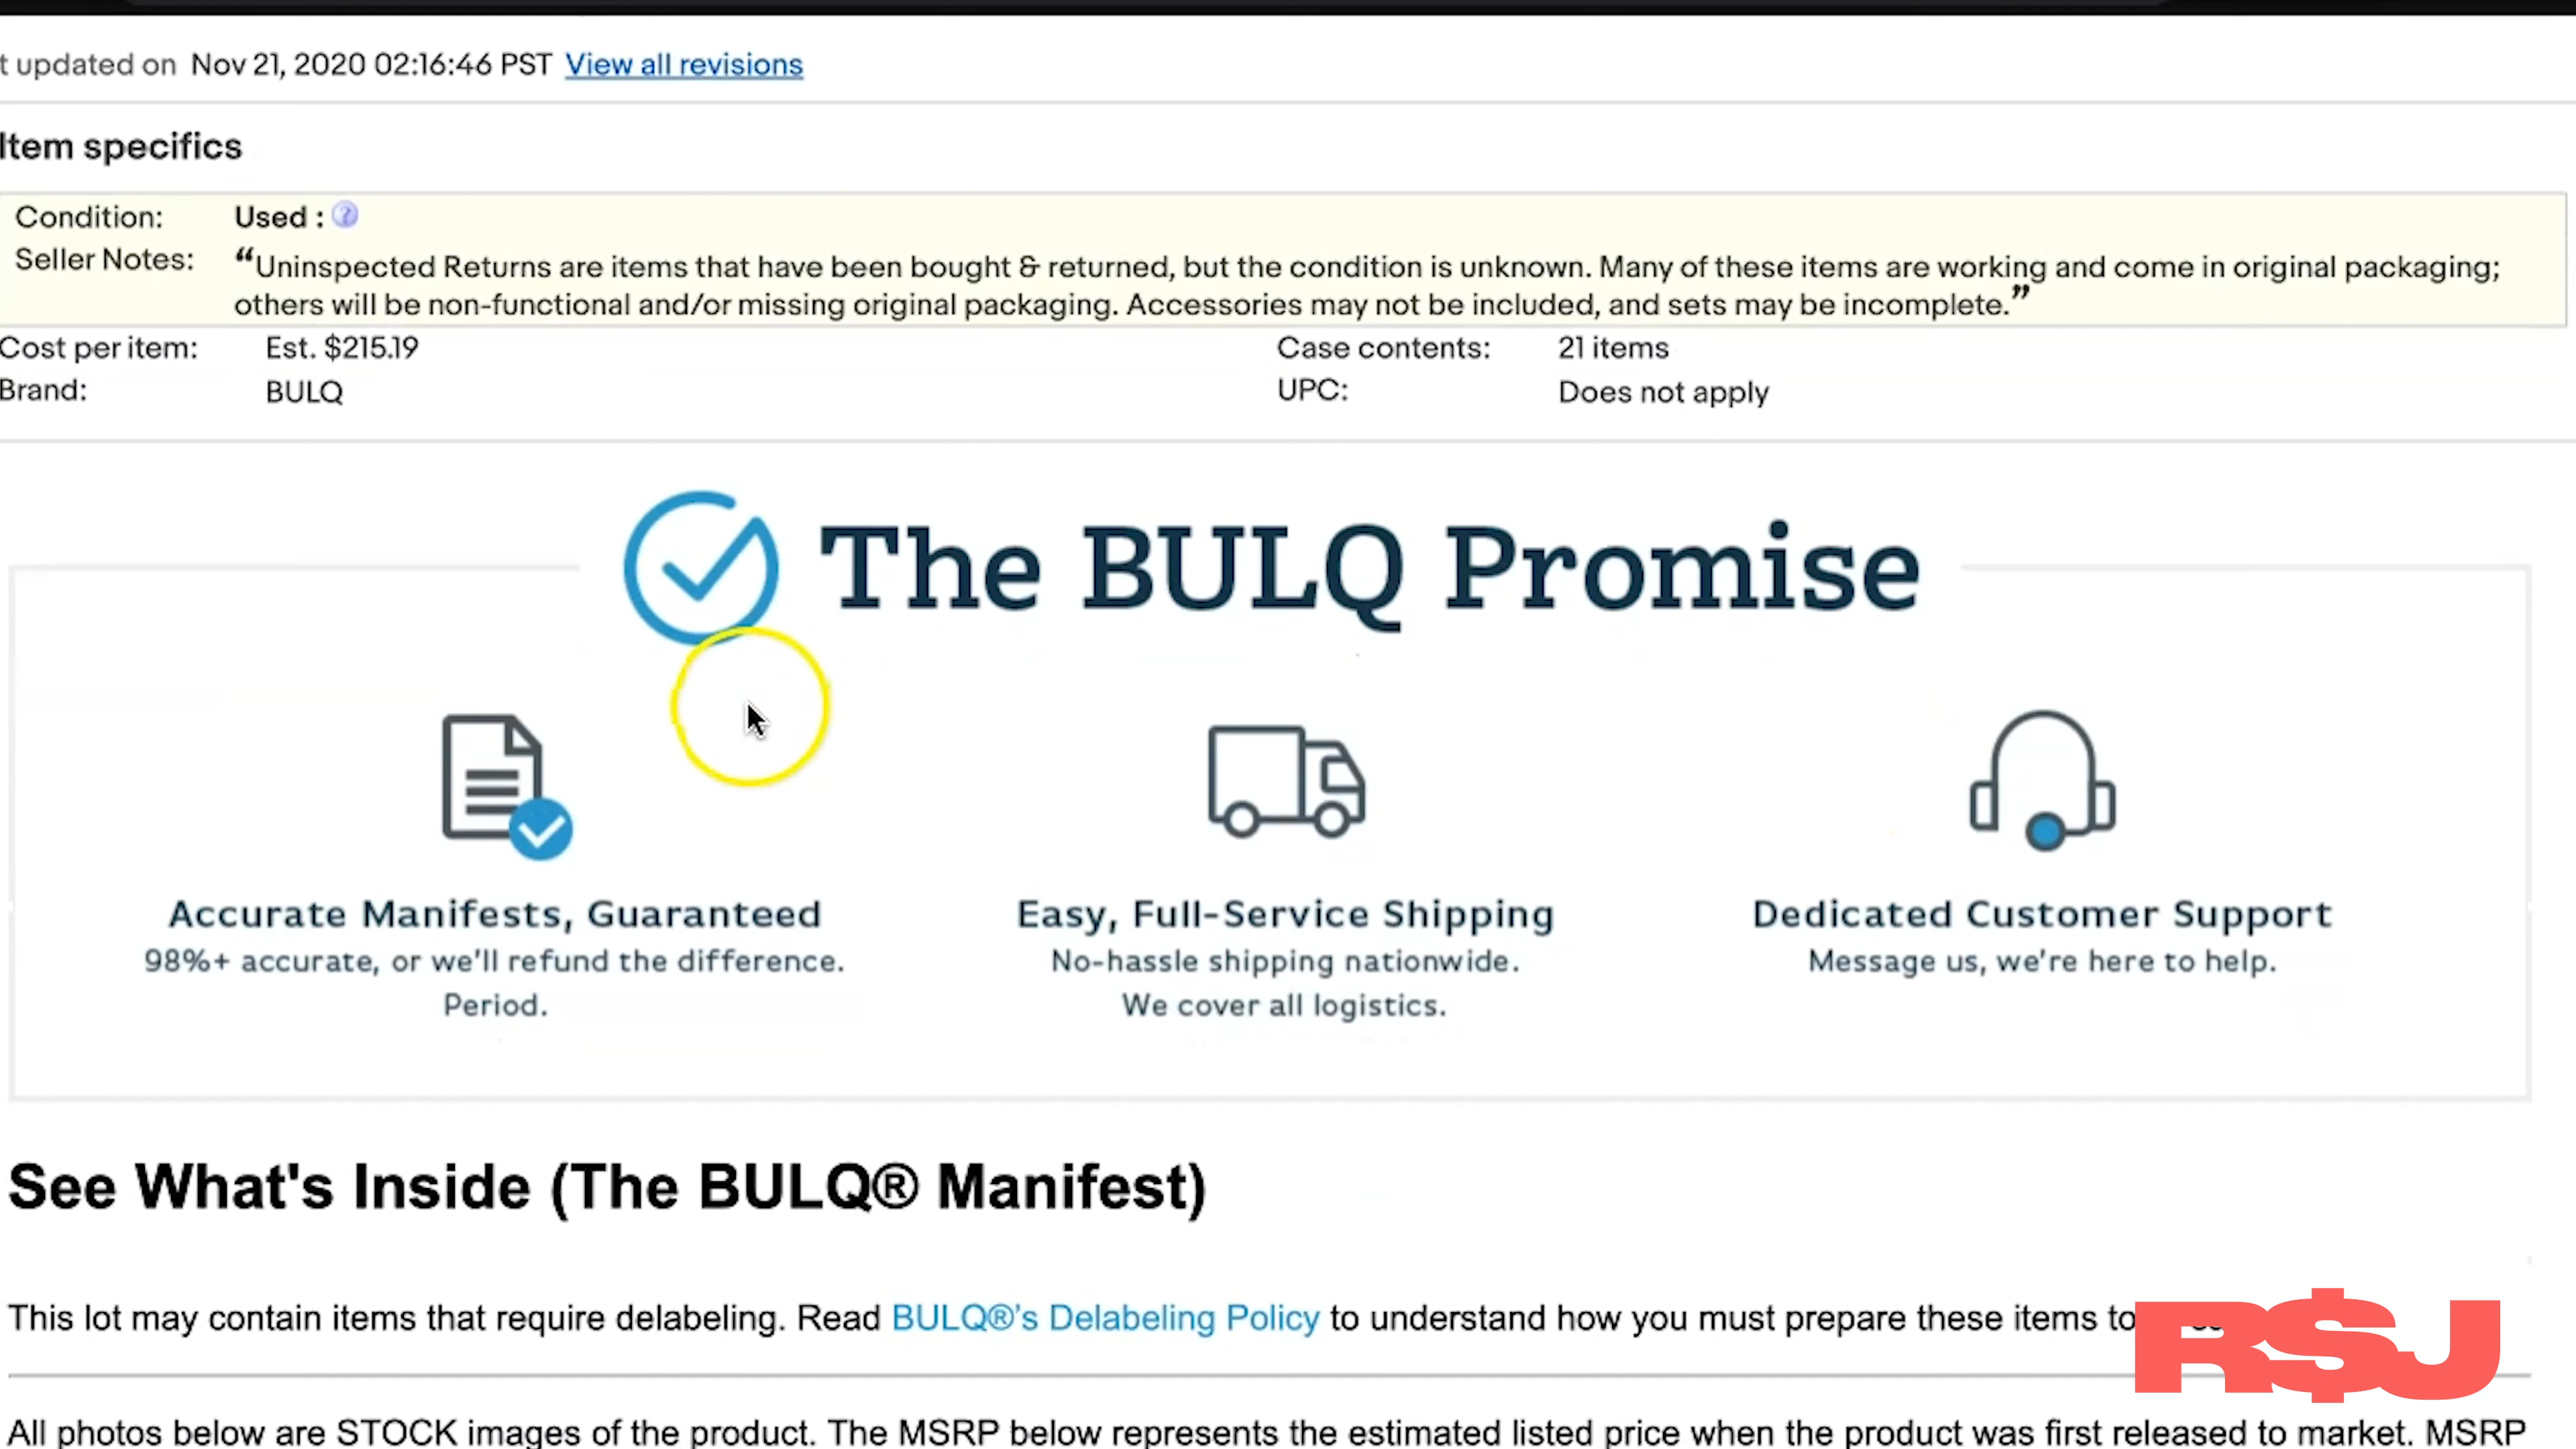 t updated on Nov 21, 2020 02:16:46 PST View all revisions
Item specifics
Condition: Used :
Seller Notes: “Uninspected Returns are items that have been bought & returned, but the condition is unknown. Many of these items are working and come in original packaging;
others will be non-functional and/or missing original packaging. Accessories may not be included, and sets may be incomplete.”
Cost per item: Est. $215.19 Case contents: 21 items
Brand: BULQ UPC: Does not apply
The BULQ Promise
Accurate Manifests, Guaranteed
98%+ accurate, or we’ll refund the difference.
Period.
Easy, Full-Service Shipping
No-hassle shipping nationwide.
We cover all logistics.
Dedicated Customer Support
Message us, we’re here to help.
See What's Inside (The BULQ® Manifest)
This lot may contain items that require delabeling. Read BULQ®’s Delabeling Policy to understand how you must prepare these items to
R$J
All photos below are STOCK images of the product. The MSRP below represents the estimated listed price when the product was first released to market. MSRP